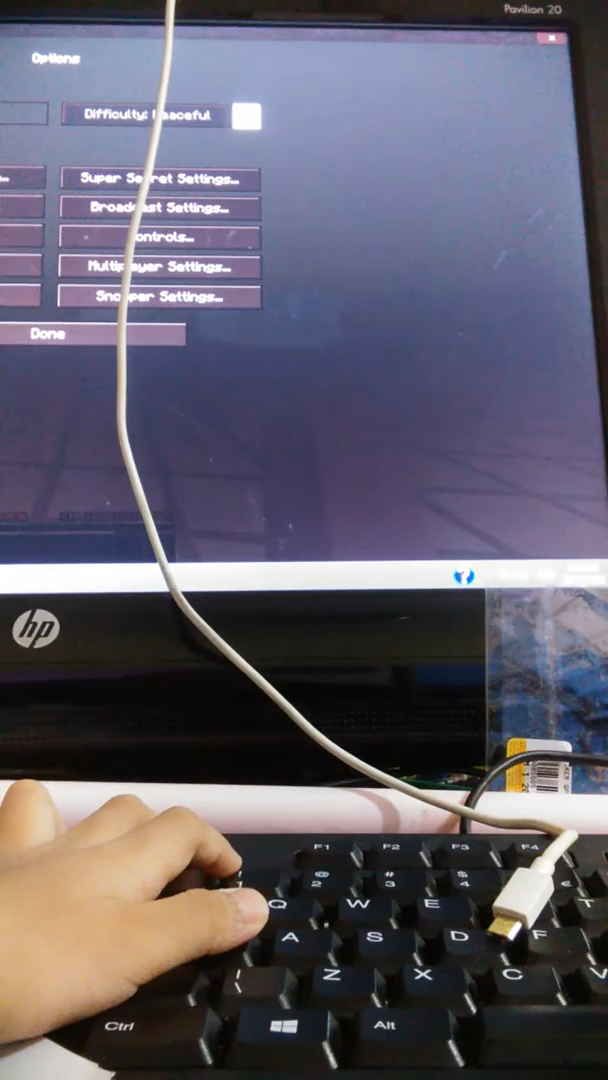 Pavilion 20
Options
Difficulty: Peaceful
Super Secret Settings...
Broadcast Settings...
Controls...
Multiplayer Settings...
Snooper Settings...
Done
hp
F1 F2 F3 F4
! @ 2 # 3 $ 4 €
Q W E T
A S D F
| \ Z X C V
Ctrl Alt